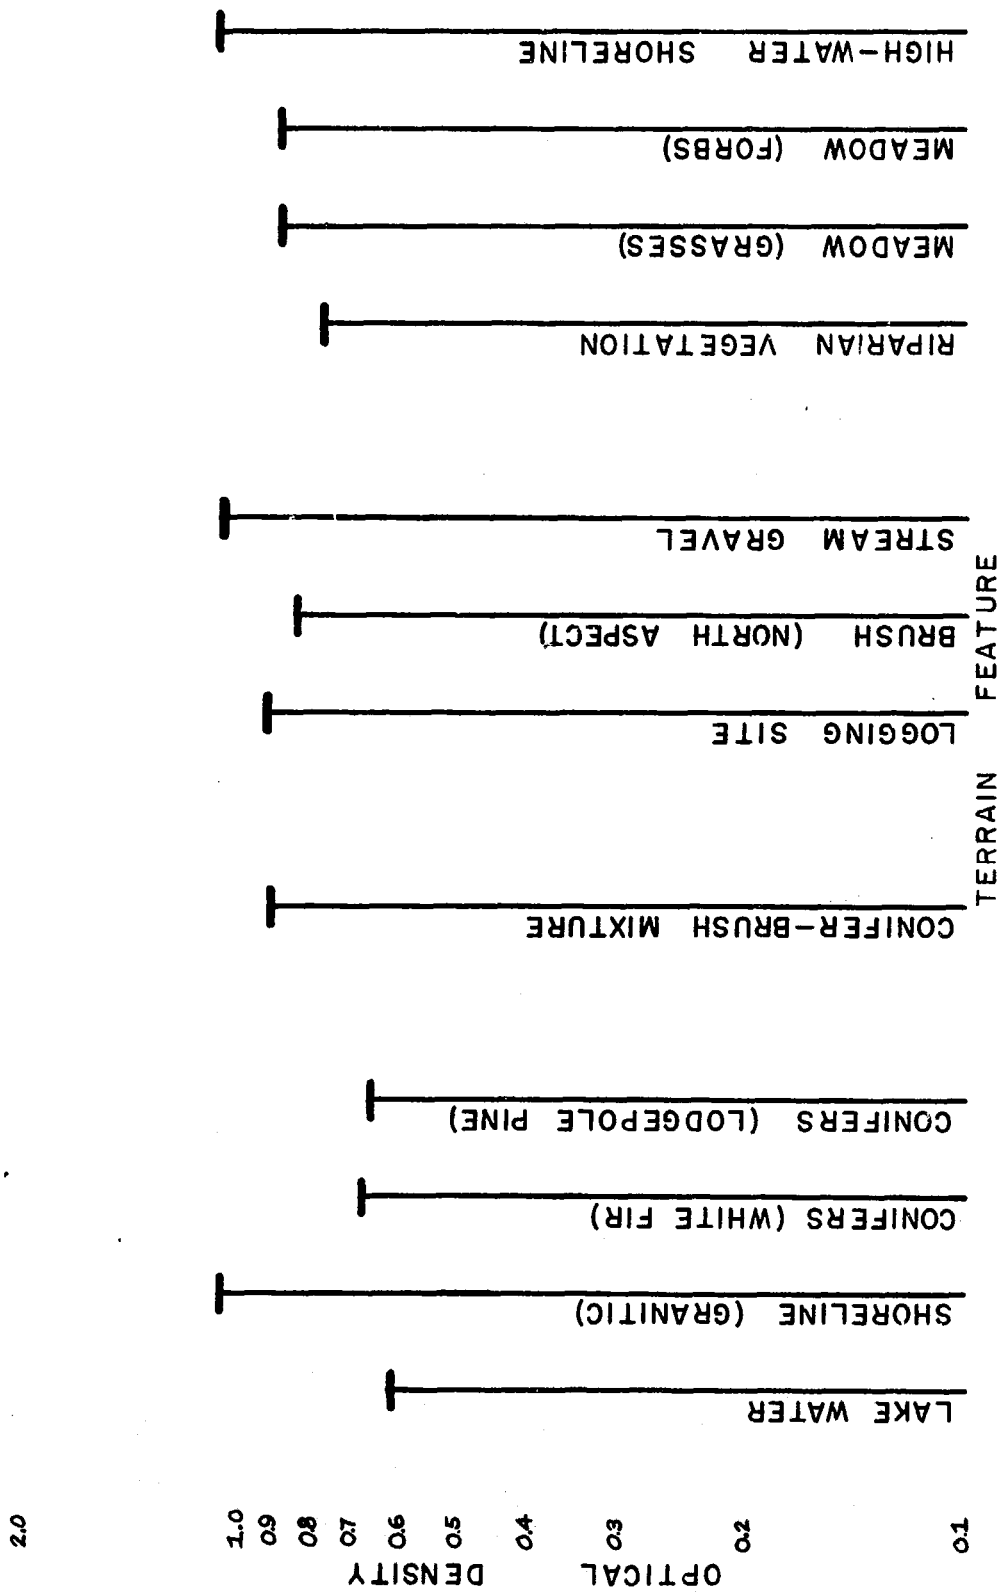 OPTICAL DENSITY
2.0
1.0
0.9
0.8
0.7
0.6
0.5
0.4
0.3
0.2
0.1
LAKE WATER
SHORELINE (GRANITIC)
CONIFERS (WHITE FIR)
CONIFERS (LODGEPOLE PINE)
CONIFER-BRUSH MIXTURE
LOGGING SITE
BRUSH (NORTH ASPECT)
STREAM GRAVEL
RIPARIAN VEGETATION
MEADOW (GRASSES)
MEADOW (FORBS)
HIGH-WATER SHORELINE
TERRAIN FEATURE